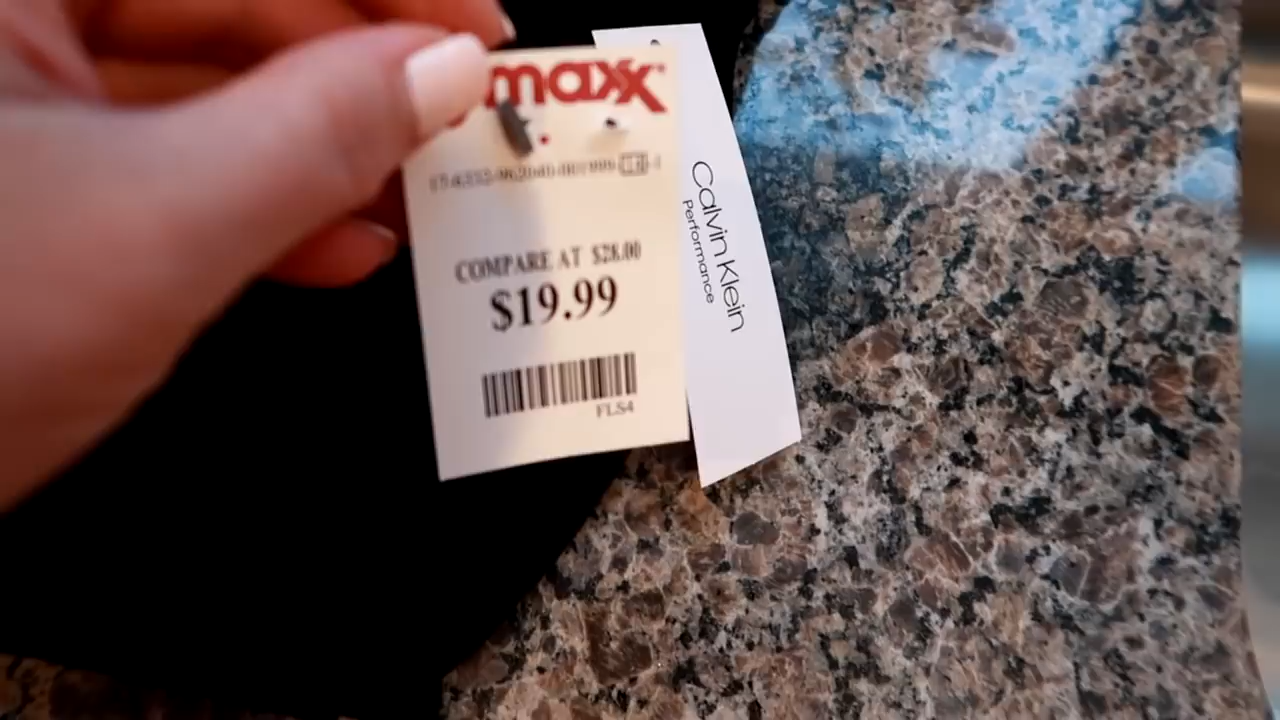 maxx
COMPARE AT $28.00
$19.99
FLS4
Calvin Klein
Performance